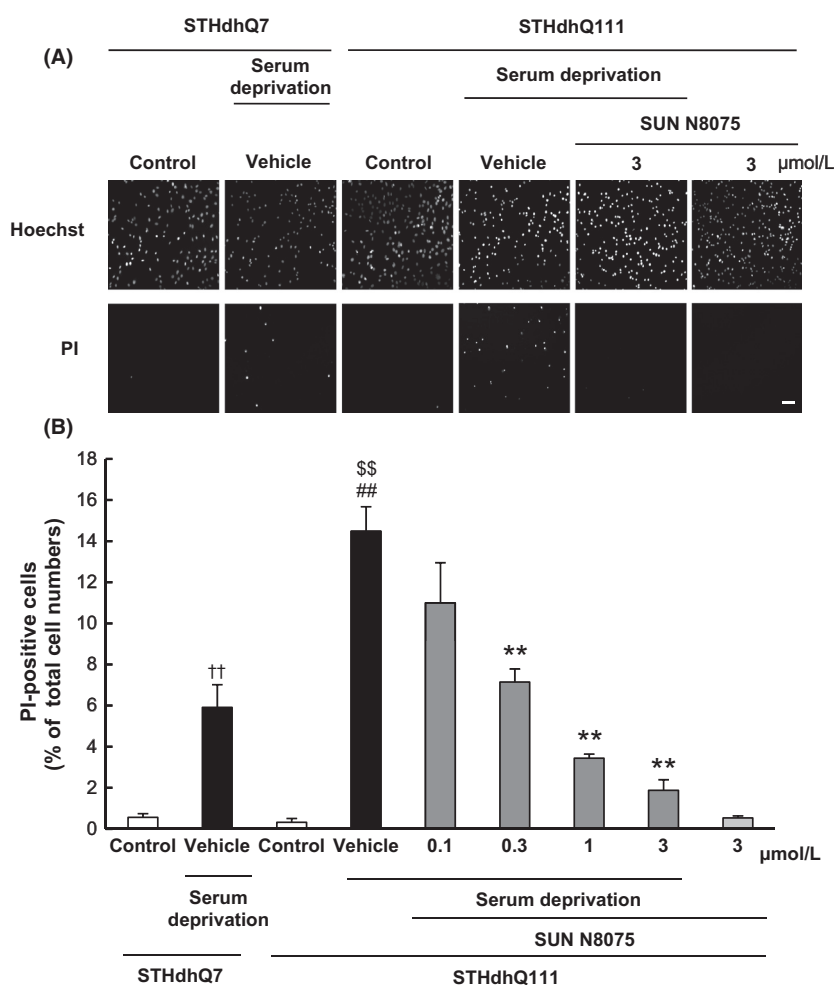 STHdhQ7 STHdhQ111
(A)
Serum deprivation Serum deprivation
SUN N8075
Control Vehicle Control Vehicle 3 3 µmol/L
Hoechst
PI
(B)
PI-positive cells
(% of total cell numbers)
18
16
14
12
10
8
6
4
2
0
††
$$
##
**
**
**
Control Vehicle Control Vehicle 0.1 0.3 1 3 3 µmol/L
Serum deprivation Serum deprivation
SUN N8075
STHdhQ7 STHdhQ111